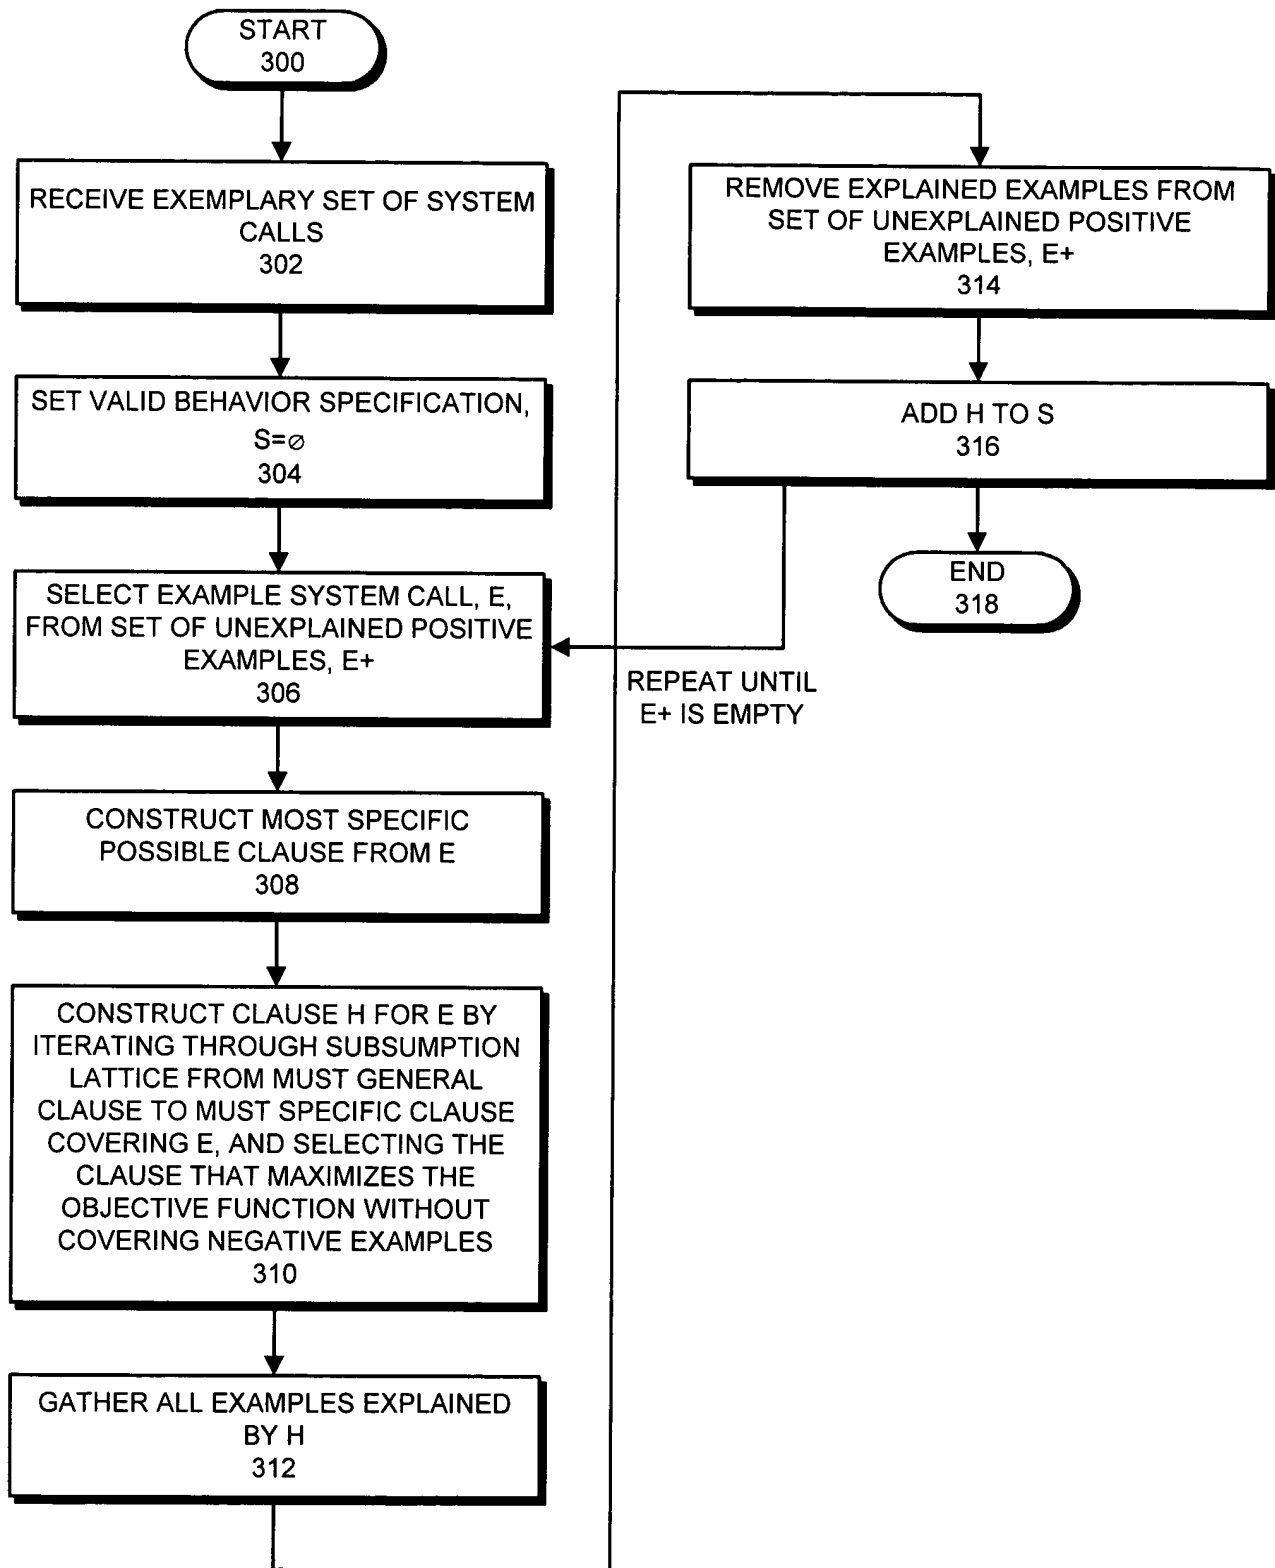 START
300
RECEIVE EXEMPLARY SET OF SYSTEM
CALLS
302
SET VALID BEHAVIOR SPECIFICATION,
S=∅
304
SELECT EXAMPLE SYSTEM CALL, E,
FROM SET OF UNEXPLAINED POSITIVE
EXAMPLES, E+
306
CONSTRUCT MOST SPECIFIC
POSSIBLE CLAUSE FROM E
308
CONSTRUCT CLAUSE H FOR E BY
ITERATING THROUGH SUBSUMPTION
LATTICE FROM MUST GENERAL
CLAUSE TO MUST SPECIFIC CLAUSE
COVERING E, AND SELECTING THE
CLAUSE THAT MAXIMIZES THE
OBJECTIVE FUNCTION WITHOUT
COVERING NEGATIVE EXAMPLES
310
GATHER ALL EXAMPLES EXPLAINED
BY H
312
REMOVE EXPLAINED EXAMPLES FROM
SET OF UNEXPLAINED POSITIVE
EXAMPLES, E+
314
ADD H TO S
316
END
318
REPEAT UNTIL
E+ IS EMPTY